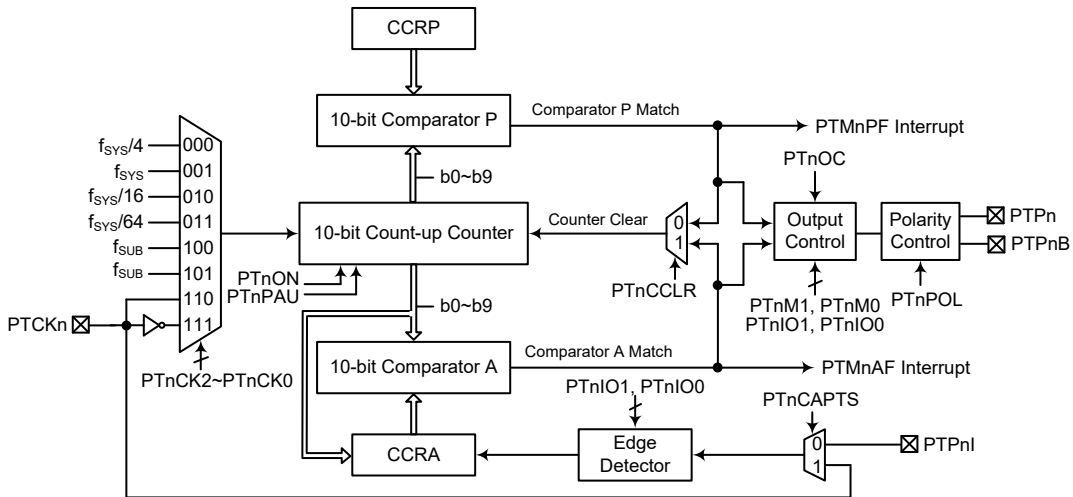 CCRP
10-bit Comparator P
Comparator P Match
PTMnPF Interrupt
b0~b9
fSYS/4
000
fSYS
001
fSYS/16
010
fSYS/64
011
fSUB
100
fSUB
101
110
111
PTCKn
PTnCK2~PTnCK0
10-bit Count-up Counter
PTnON
PTnPAU
Counter Clear
0
1
PTnCCLR
PTnOC
Output
Control
PTnM1, PTnM0
PTnIO1, PTnIO0
Polarity
Control
PTnPOL
PTPn
PTPnB
b0~b9
10-bit Comparator A
Comparator A Match
PTMnAF Interrupt
CCRA
PTnIO1, PTnIO0
Edge
Detector
PTnCAPTS
0
1
PTPnI